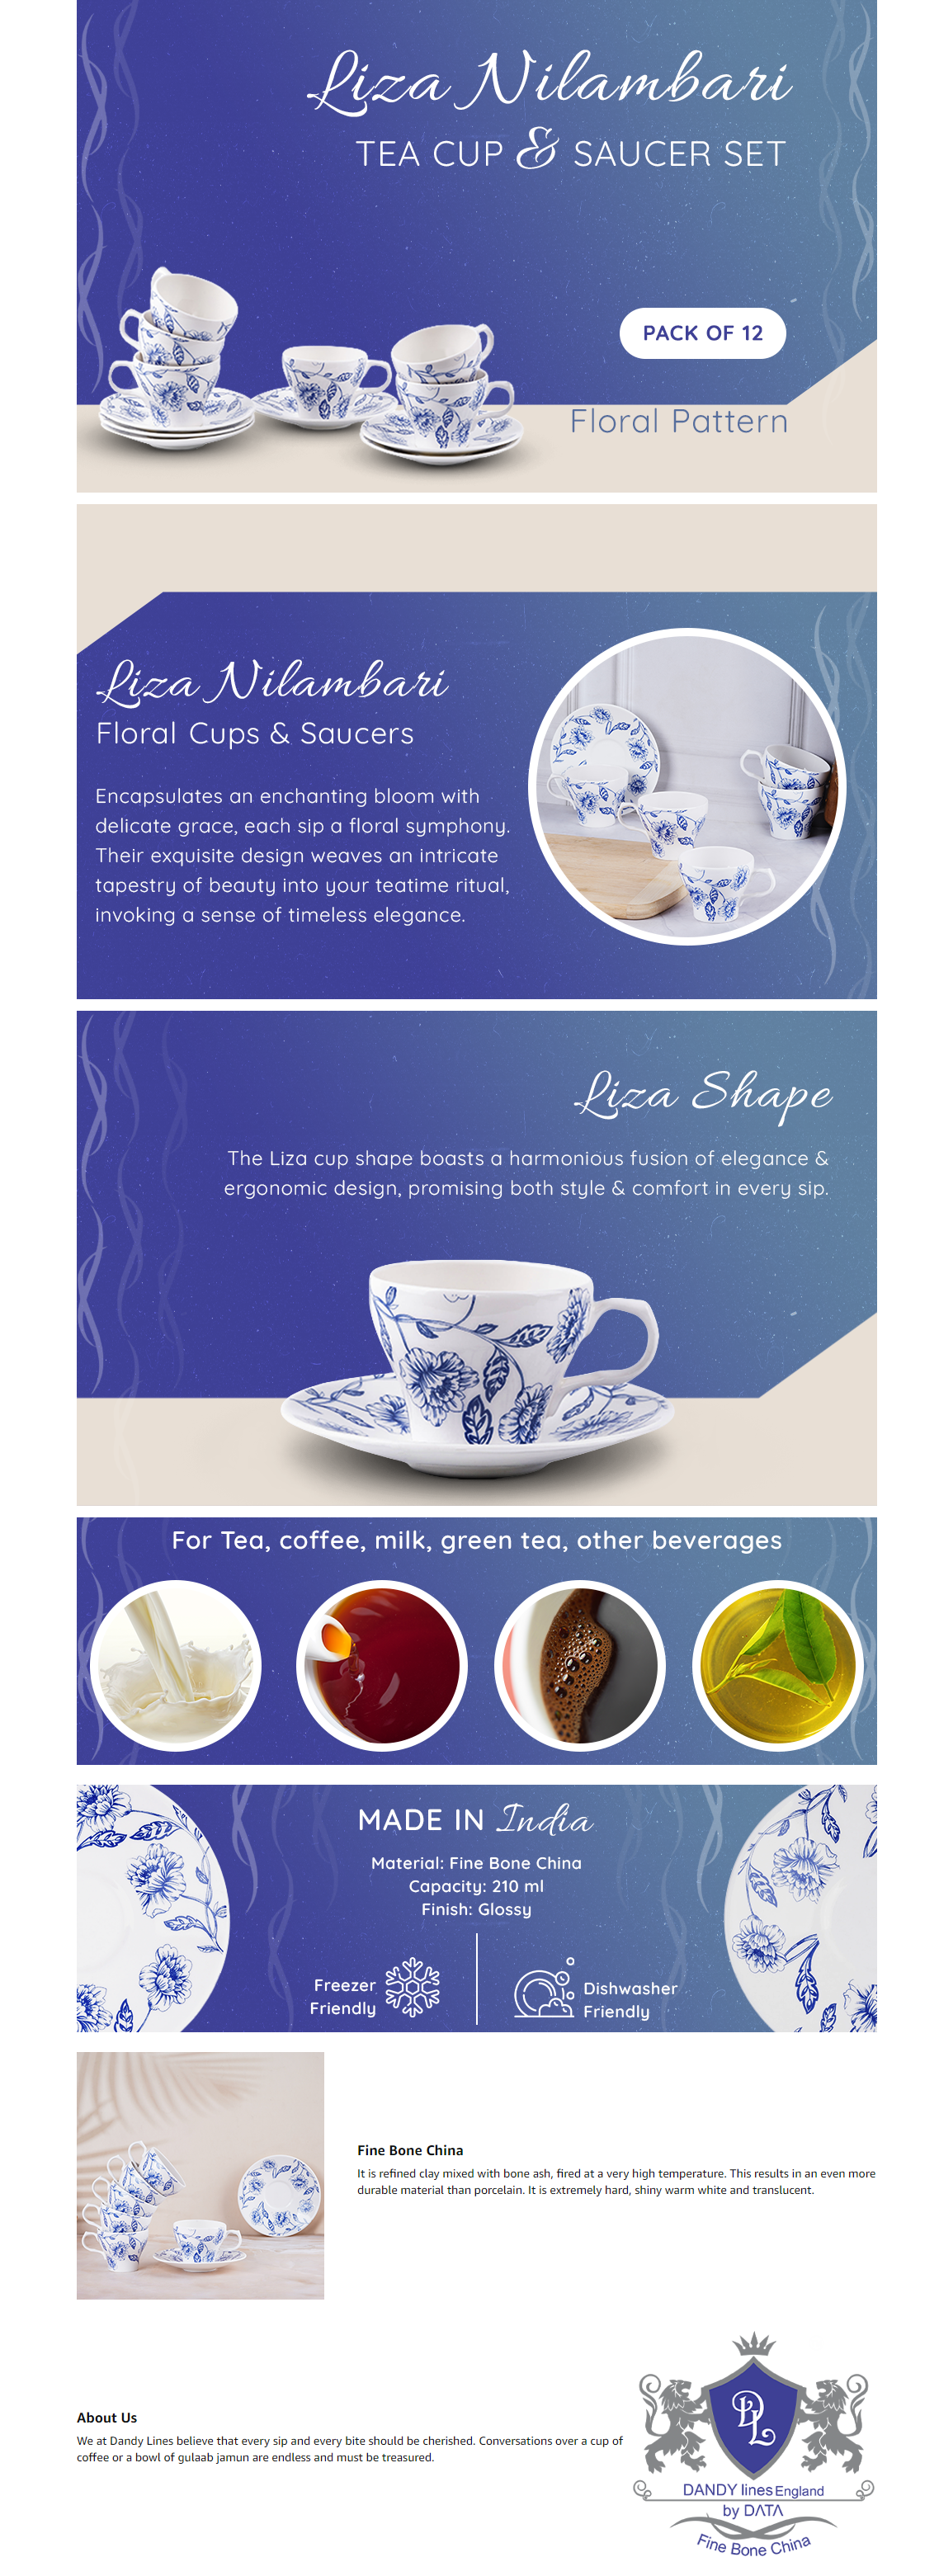 Liza Nilambari
TEA CUP & SAUCER SET
PACK OF 12
Floral Pattern
Liza Nilambari
Floral Cups & Saucers
Encapsulates an enchanting bloom with
delicate grace, each sip a floral symphony.
Their exquisite design weaves an intricate
tapestry of beauty into your teatime ritual,
invoking a sense of timeless elegance.
Liza Shape
The Liza cup shape boasts a harmonious fusion of elegance &
ergonomic design, promising both style & comfort in every sip.
For Tea, coffee, milk, green tea, other beverages
MADE IN India
Material: Fine Bone China
Capacity: 210 ml
Finish: Glossy
Freezer
Friendly
Dishwasher
Friendly
Fine Bone China
It is refined clay mixed with bone ash, fired at a very high temperature. This results in an even more
durable material than porcelain. It is extremely hard, shiny warm white and translucent.
About Us
We at Dandy Lines believe that every sip and every bite should be cherished. Conversations over a cup of
coffee or a bowl of gulaab jamun are endless and must be treasured.
DL
DANDY lines England
by DATA
Fine Bone China